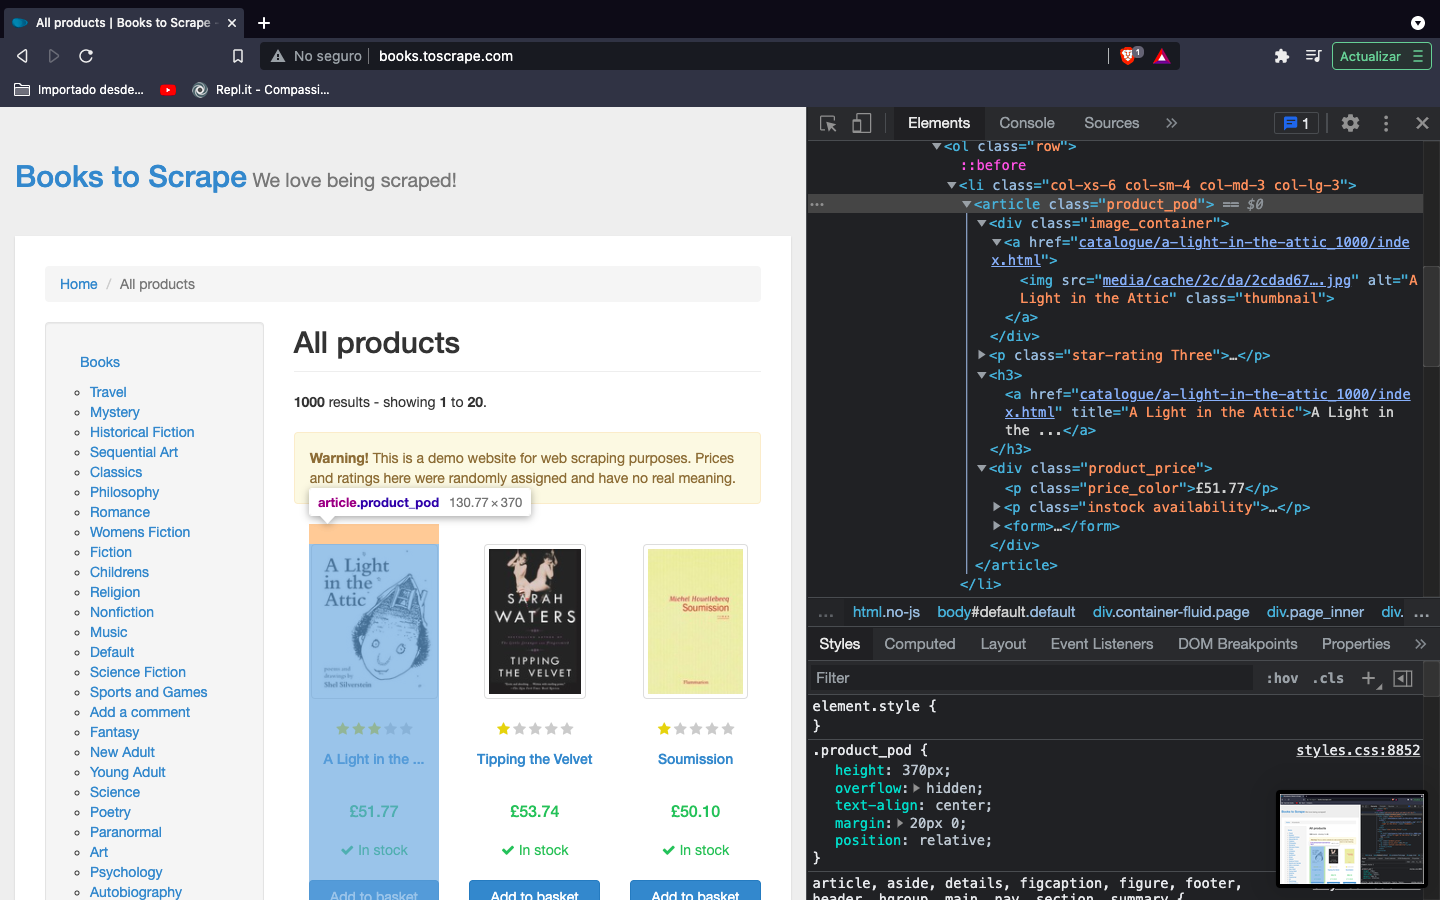 All products | Books to Scrape -
No seguro
books.toscrape.com
1
Actualizar
Importado desde...
Repl.it - Compassi...
Books to Scrape We love being scraped!
Home / All products
Books
Travel
Mystery
Historical Fiction
Sequential Art
Classics
Philosophy
Romance
Womens Fiction
Fiction
Childrens
Religion
Nonfiction
Music
Default
Science Fiction
Sports and Games
Add a comment
Fantasy
New Adult
Young Adult
Science
Poetry
Paranormal
Art
Psychology
Autobiography
All products
1000 results - showing 1 to 20.
Warning! This is a demo website for web scraping purposes. Prices
and ratings here were randomly assigned and have no real meaning.
article.product_pod 130.77 × 370
A Light
in the
Attic
poems and
drawings by
Shel Silverstein
A Light in the ...
£51.77
In stock
Add to basket
SARAH
WATERS
TIPPING
THE VELVET
Tipping the Velvet
£53.74
In stock
Add to basket
Michel Houellebecq
Soumission
Flammarion
Soumission
£50.10
In stock
Add to basket
Elements
Console
Sources
»
1
<ol class="row">
::before
<li class="col-xs-6 col-sm-4 col-md-3 col-lg-3">
... <article class="product_pod"> == $0
<div class="image_container">
<a href="catalogue/a-light-in-the-attic_1000/inde
x.html">
<img src="media/cache/2c/da/2cdad67….jpg" alt="A
Light in the Attic" class="thumbnail">
</a>
</div>
<p class="star-rating Three">…</p>
<h3>
<a href="catalogue/a-light-in-the-attic_1000/inde
x.html" title="A Light in the Attic">A Light in
the ...</a>
</h3>
<div class="product_price">
<p class="price_color">£51.77</p>
<p class="instock availability">…</p>
<form>…</form>
</div>
</article>
</li>
... html.no-js body#default.default div.container-fluid.page div.page_inner div. ...
Styles Computed Layout Event Listeners DOM Breakpoints Properties »
Filter
:hov .cls +
element.style {
}
.product_pod {
styles.css:8852
height: 370px;
overflow: hidden;
text-align: center;
margin: 20px 0;
position: relative;
}
article, aside, details, figcaption, figure, footer,
header, hgroup, main, nav, section, summary {